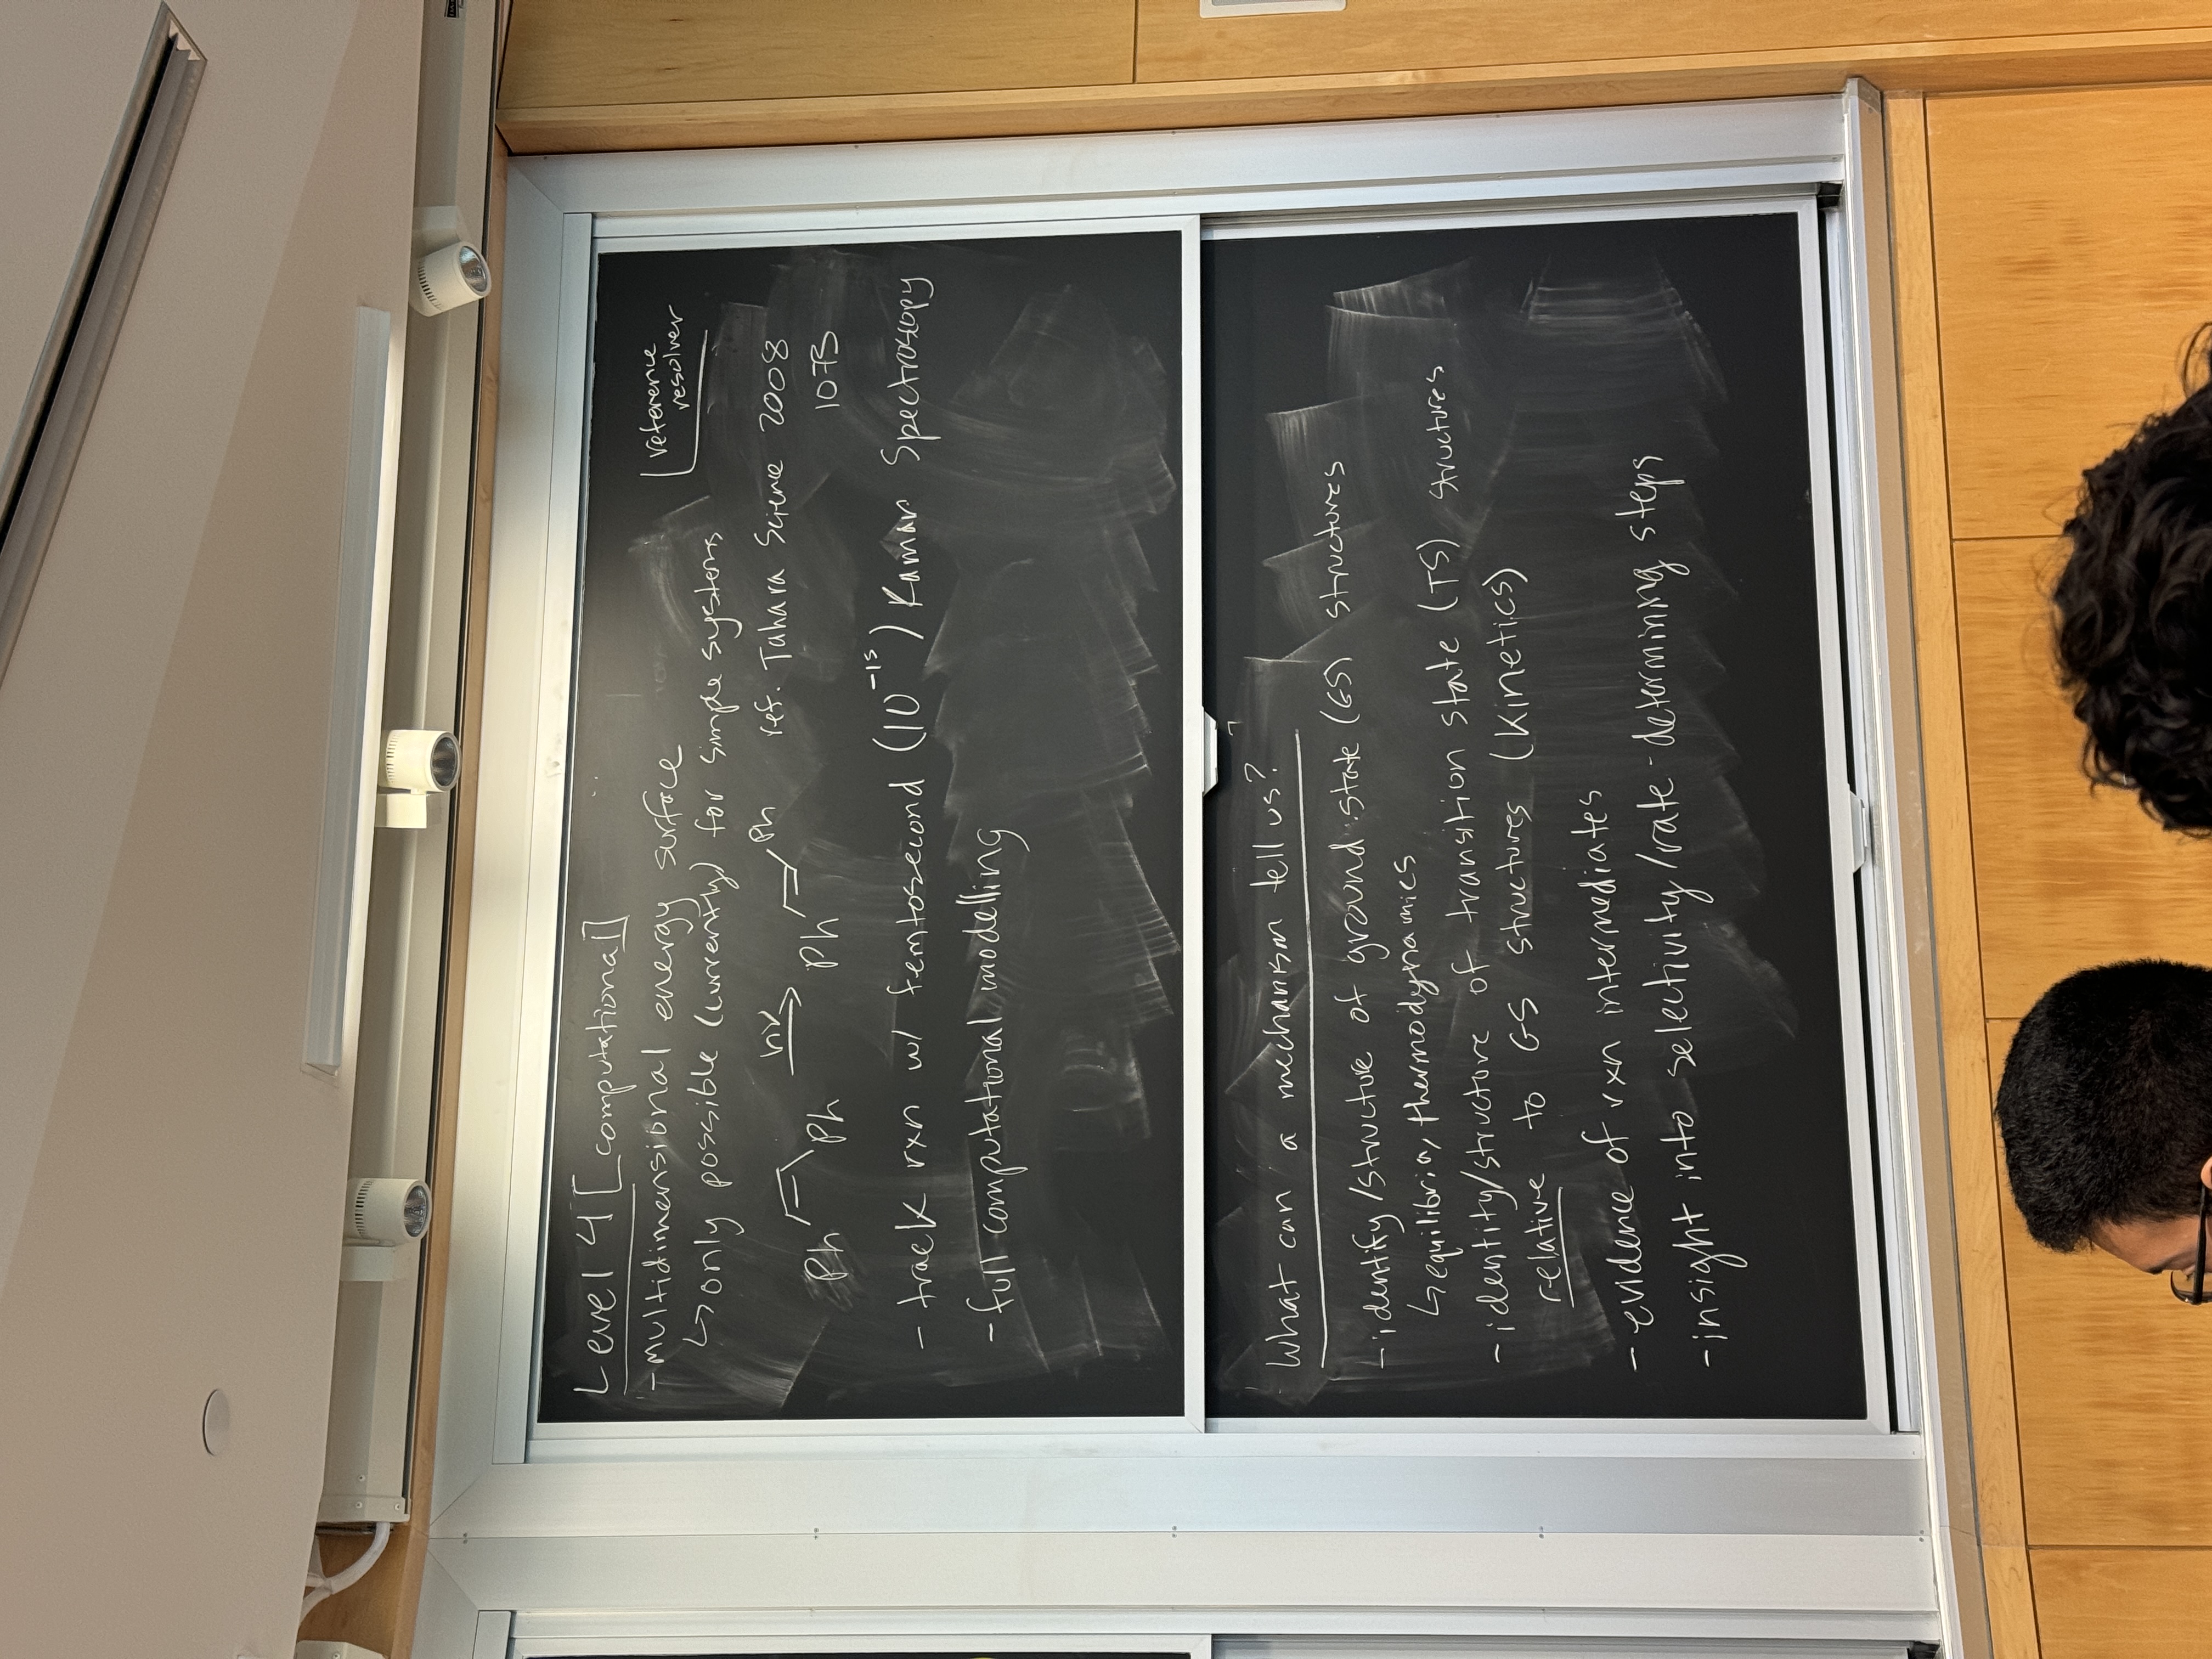 Level 4 [computational]
- multidimensional energy surface
↳ only possible (currently) for simple systems
reference
resolver
Ph Ph hν Ph Ph ref. Tahara Science 2008
1073
- track rxn w/ femtosecond (10⁻¹⁵) Raman Spectroscopy
- full computational modelling
What can a mechanism tell us?
- identify/structure of ground state (GS) structures
↳ equilibria, thermodynamics
- identity/structure of transition state (TS) structures
relative to GS structures (kinetics)
- evidence of rxn intermediates
- insight into selectivity/rate-determining steps